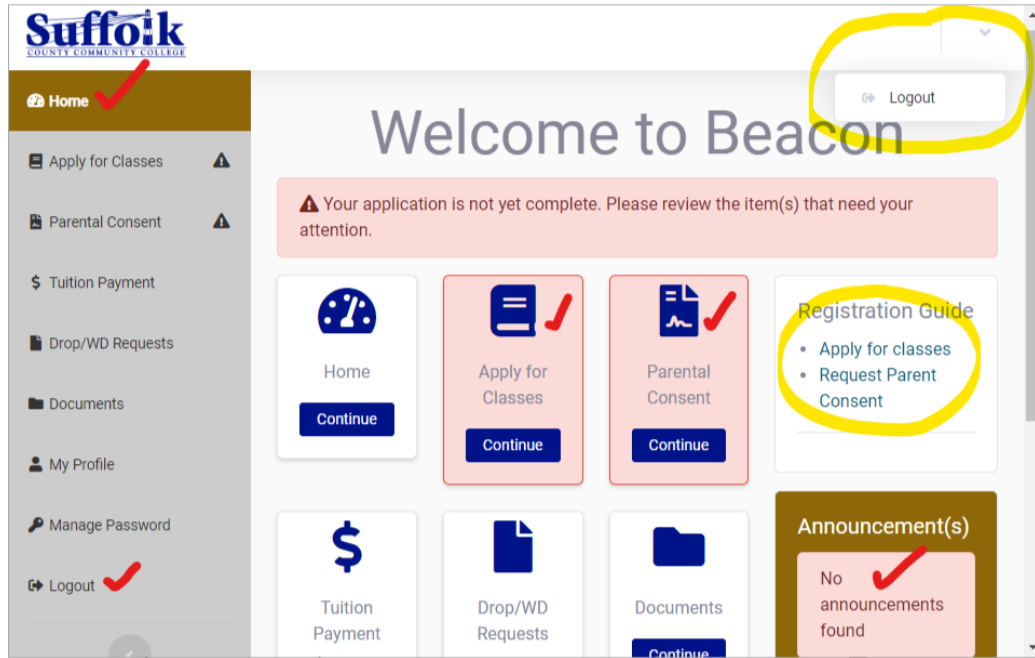 Suffolk
COUNTY COMMUNITY COLLEGE
Logout
Home
Apply for Classes
Parental Consent
$ Tuition Payment
Drop/WD Requests
Documents
My Profile
Manage Password
Logout
Welcome to Beacon
Your application is not yet complete. Please review the item(s) that need your
attention.
Home
Continue
Apply for
Classes
Continue
Parental
Consent
Continue
Registration Guide
• Apply for classes
• Request Parent
Consent
$
Tuition
Payment
Drop/WD
Requests
Documents
Continue
Announcement(s)
No
announcements
found